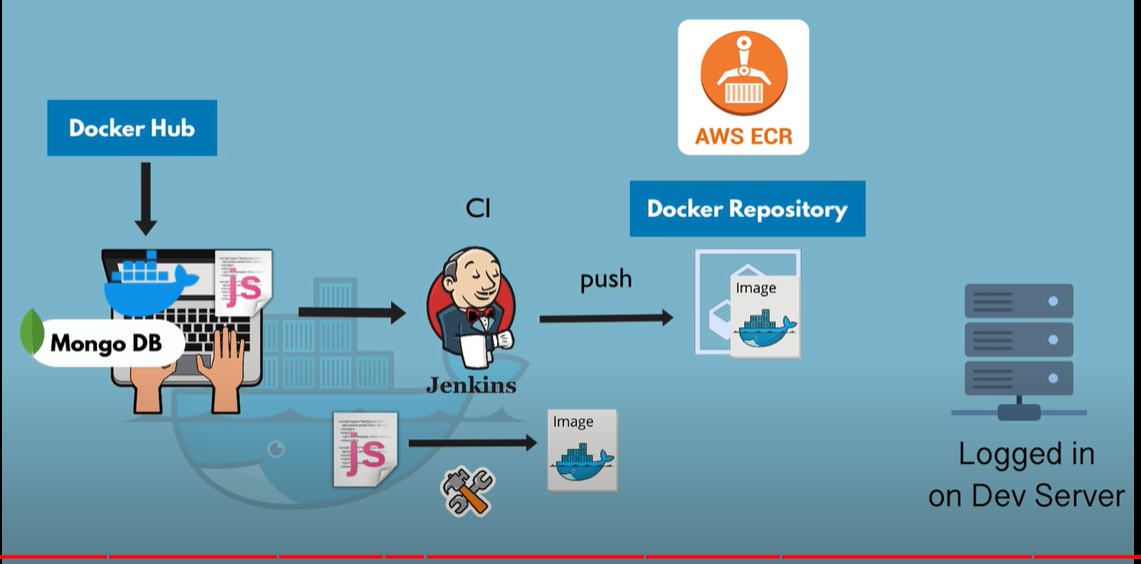 AWS ECR
Docker Hub
Docker Repository
CI
push
Image
js
Mongo DB
Jenkins
js
Image
Logged in
on Dev Server